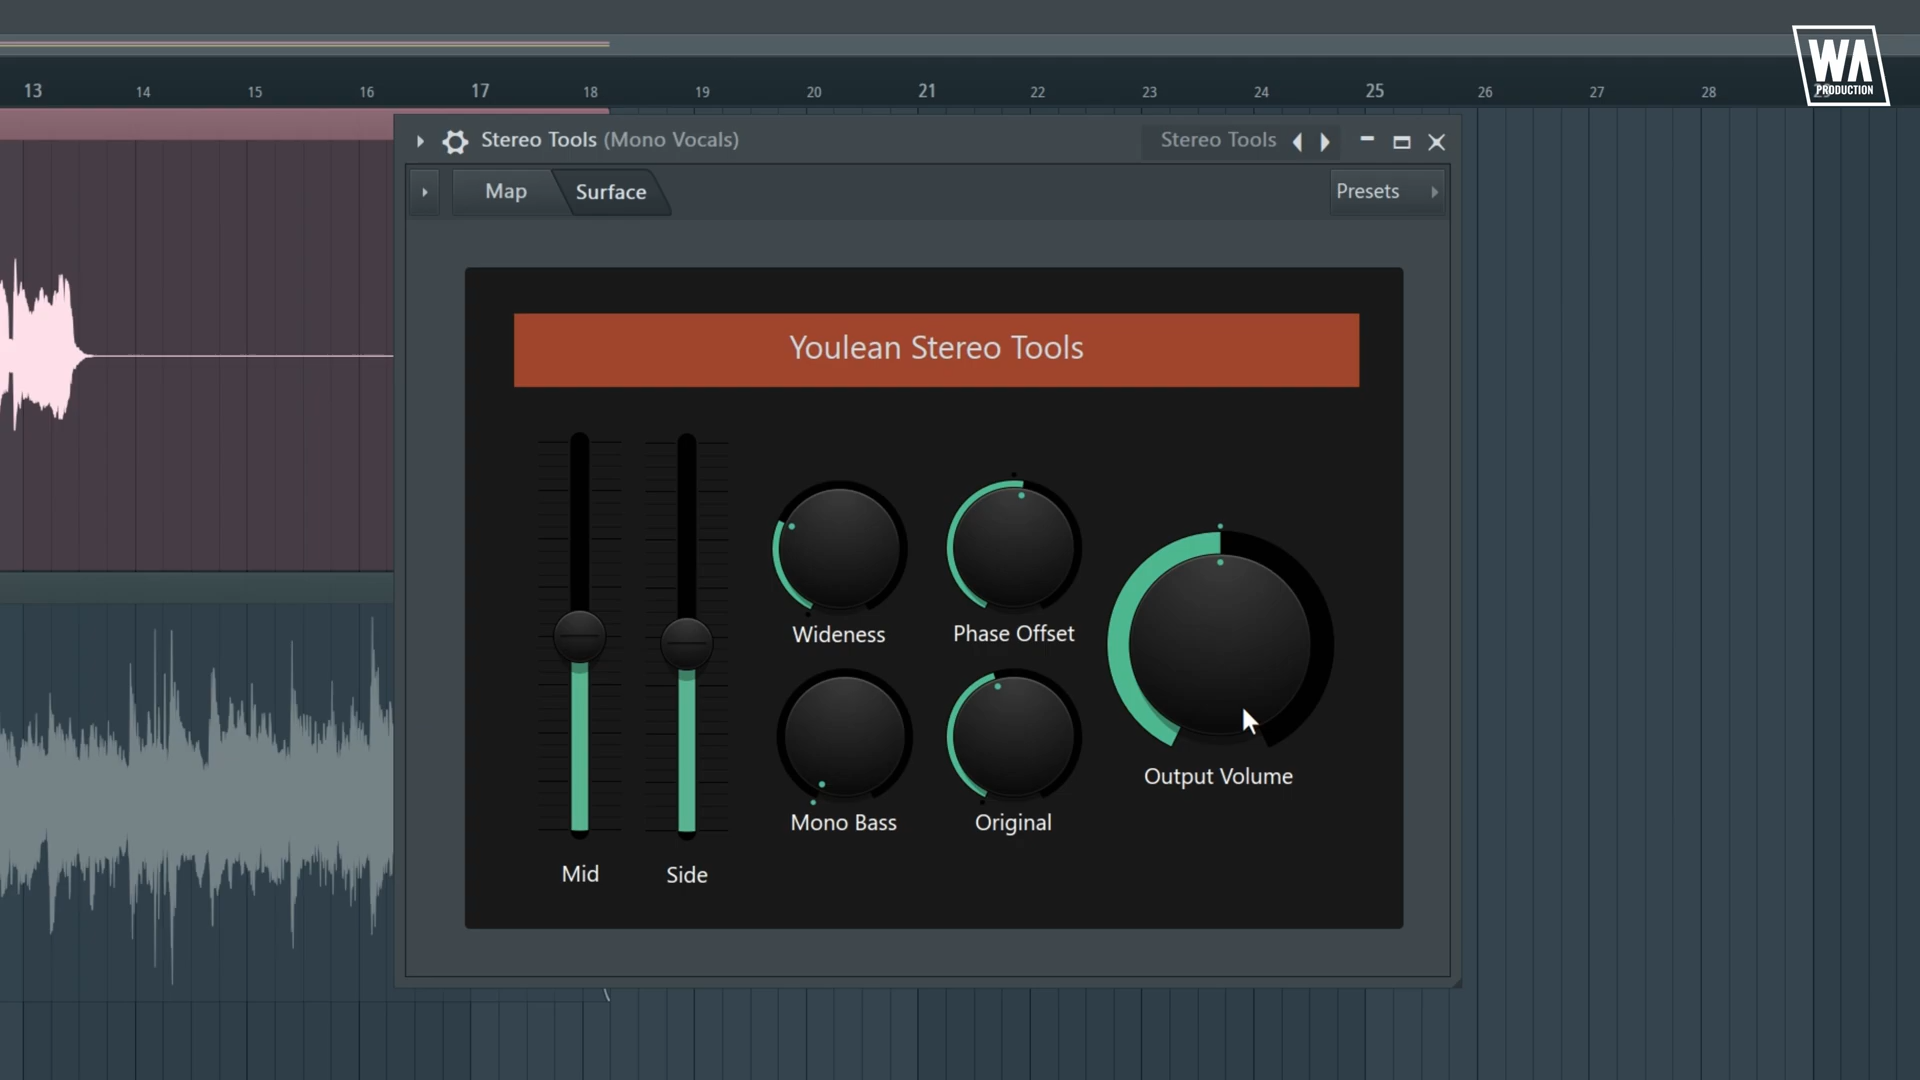 WA
PRODUCTION
13 14 15 16 17 18 19 20 21 22 23 24 25 26 27 28
Stereo Tools (Mono Vocals)
Stereo Tools
Map
Surface
Presets
Youlean Stereo Tools
Wideness
Phase Offset
Mono Bass
Original
Output Volume
Mid
Side